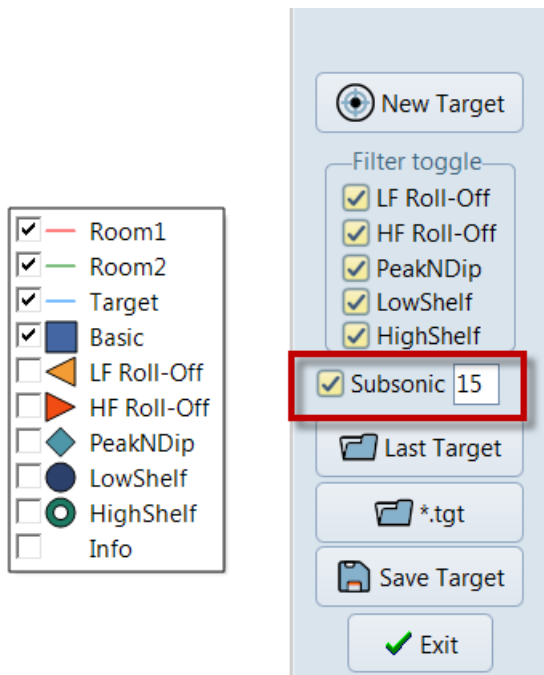 Room1
Room2
Target
Basic
LF Roll-Off
HF Roll-Off
PeakNDip
LowShelf
HighShelf
Info
New Target
Filter toggle
LF Roll-Off
HF Roll-Off
PeakNDip
LowShelf
HighShelf
Subsonic 15
Last Target
*.tgt
Save Target
Exit